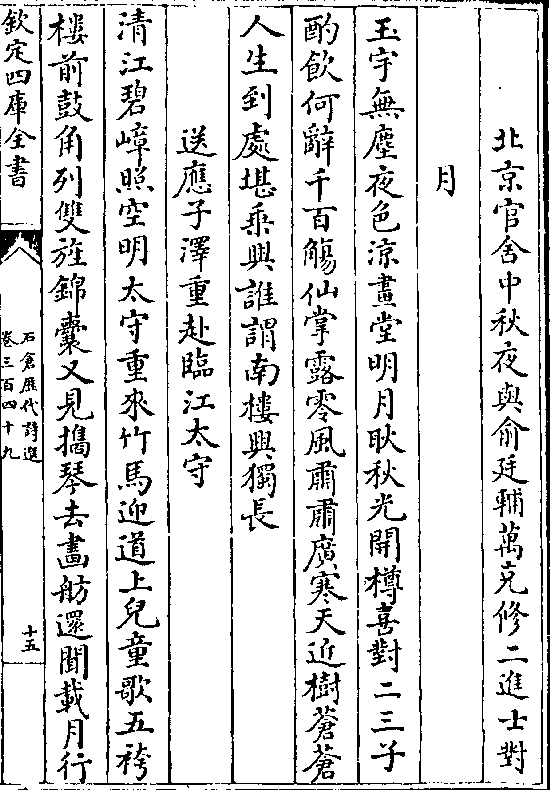 北京官舍中秋夜與俞廷輔萬克修二進士對
月
玉宇無塵夜色涼畫堂明月耿秋光開樽喜對二三子
酌飲何辭千百觴仙掌露零風肅肅廣寒天近樹蒼蒼
人生到處堪乘興誰謂南樓興獨長
送應子澤重赴臨江太守
清江碧嶂照空明太守重來竹馬迎道上兒童歌五袴
樓前鼓角列雙旌錦囊又見攜琴去畵舫還聞載月行
欽定四庫全書
石倉歷代詩選
卷三百四十九
十五